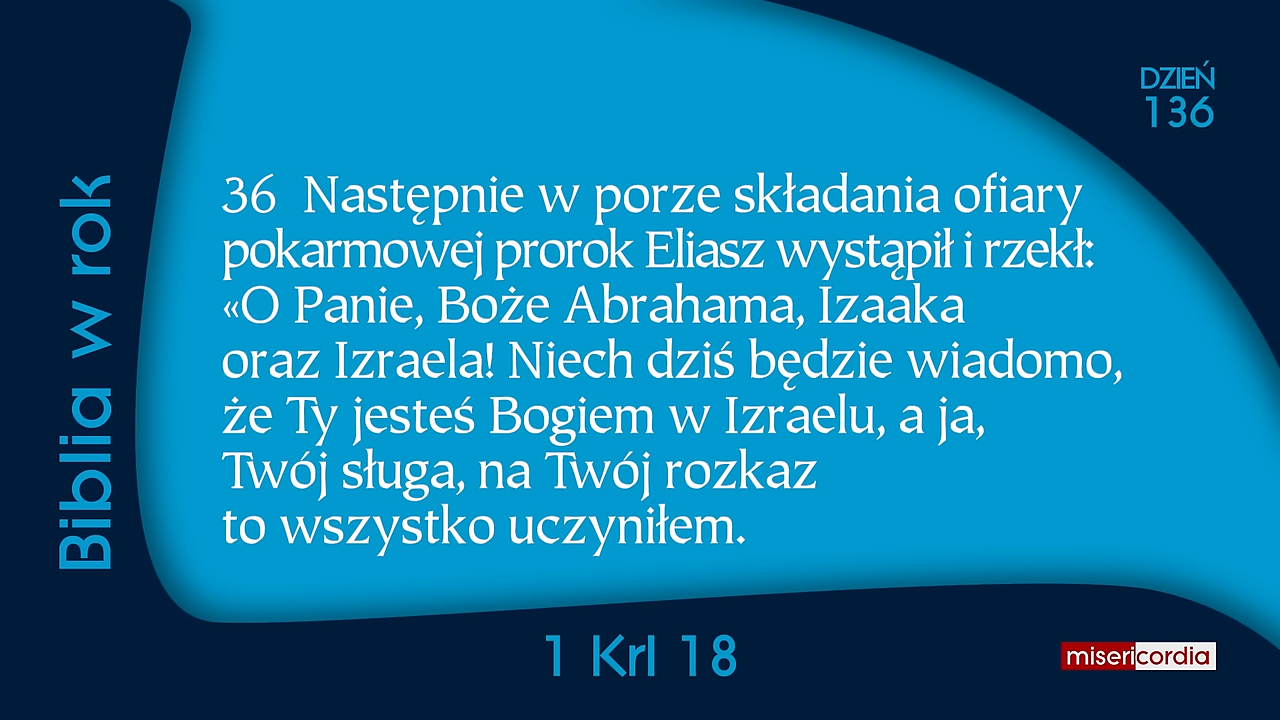 DZIEŃ
136
Biblia w rok
36 Następnie w porze składania ofiary
pokarmowej prorok Eliasz wystąpił i rzekł:
«O Panie, Boże Abrahama, Izaaka
oraz Izraela! Niech dziś będzie wiadomo,
że Ty jesteś Bogiem w Izraelu, a ja,
Twój sługa, na Twój rozkaz
to wszystko uczyniłem.
1 Krl 18
misericordia